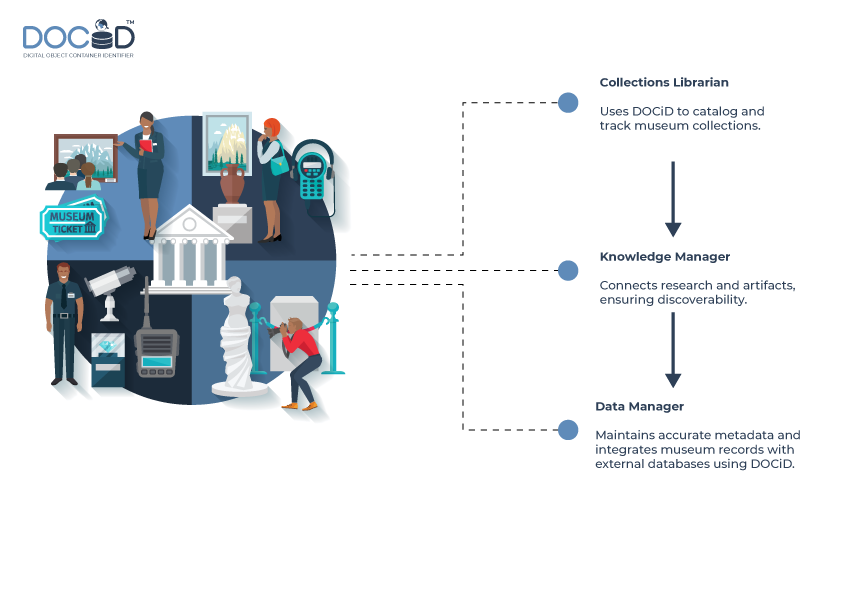 DOCiD™
DIGITAL OBJECT CONTAINER IDENTIFIER
MUSEUM
TICKET
Collections Librarian
Uses DOCiD to catalog and
track museum collections.
Knowledge Manager
Connects research and artifacts,
ensuring discoverability.
Data Manager
Maintains accurate metadata and
integrates museum records with
external databases using DOCiD.